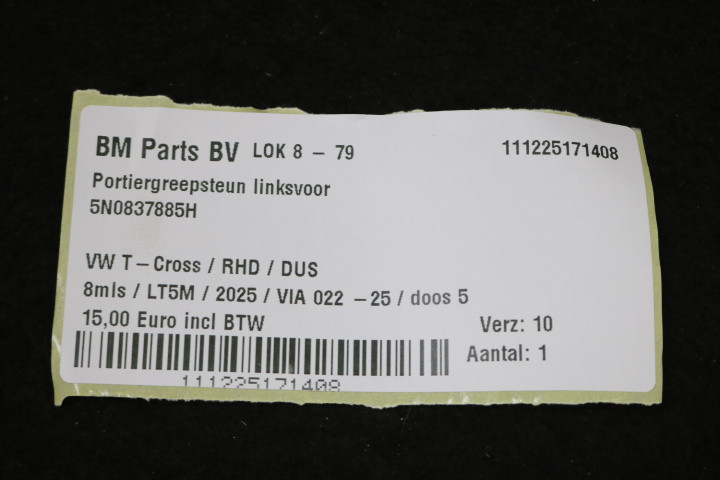 BM Parts BV LOK 8 - 79 111225171408
Portiergreepsteun linksvoor
5N0837885H
VW T-Cross / RHD / DUS
8mls / LT5M / 2025 / VIA 022 -25 / doos 5
15,00 Euro incl BTW Verz: 10
Aantal: 1
111225171408